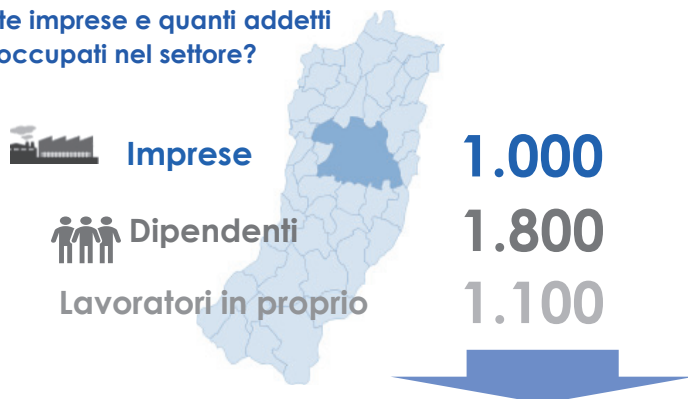 te imprese e quanti addetti
occupati nel settore?
Imprese 1.000
Dipendenti 1.800
Lavoratori in proprio 1.100